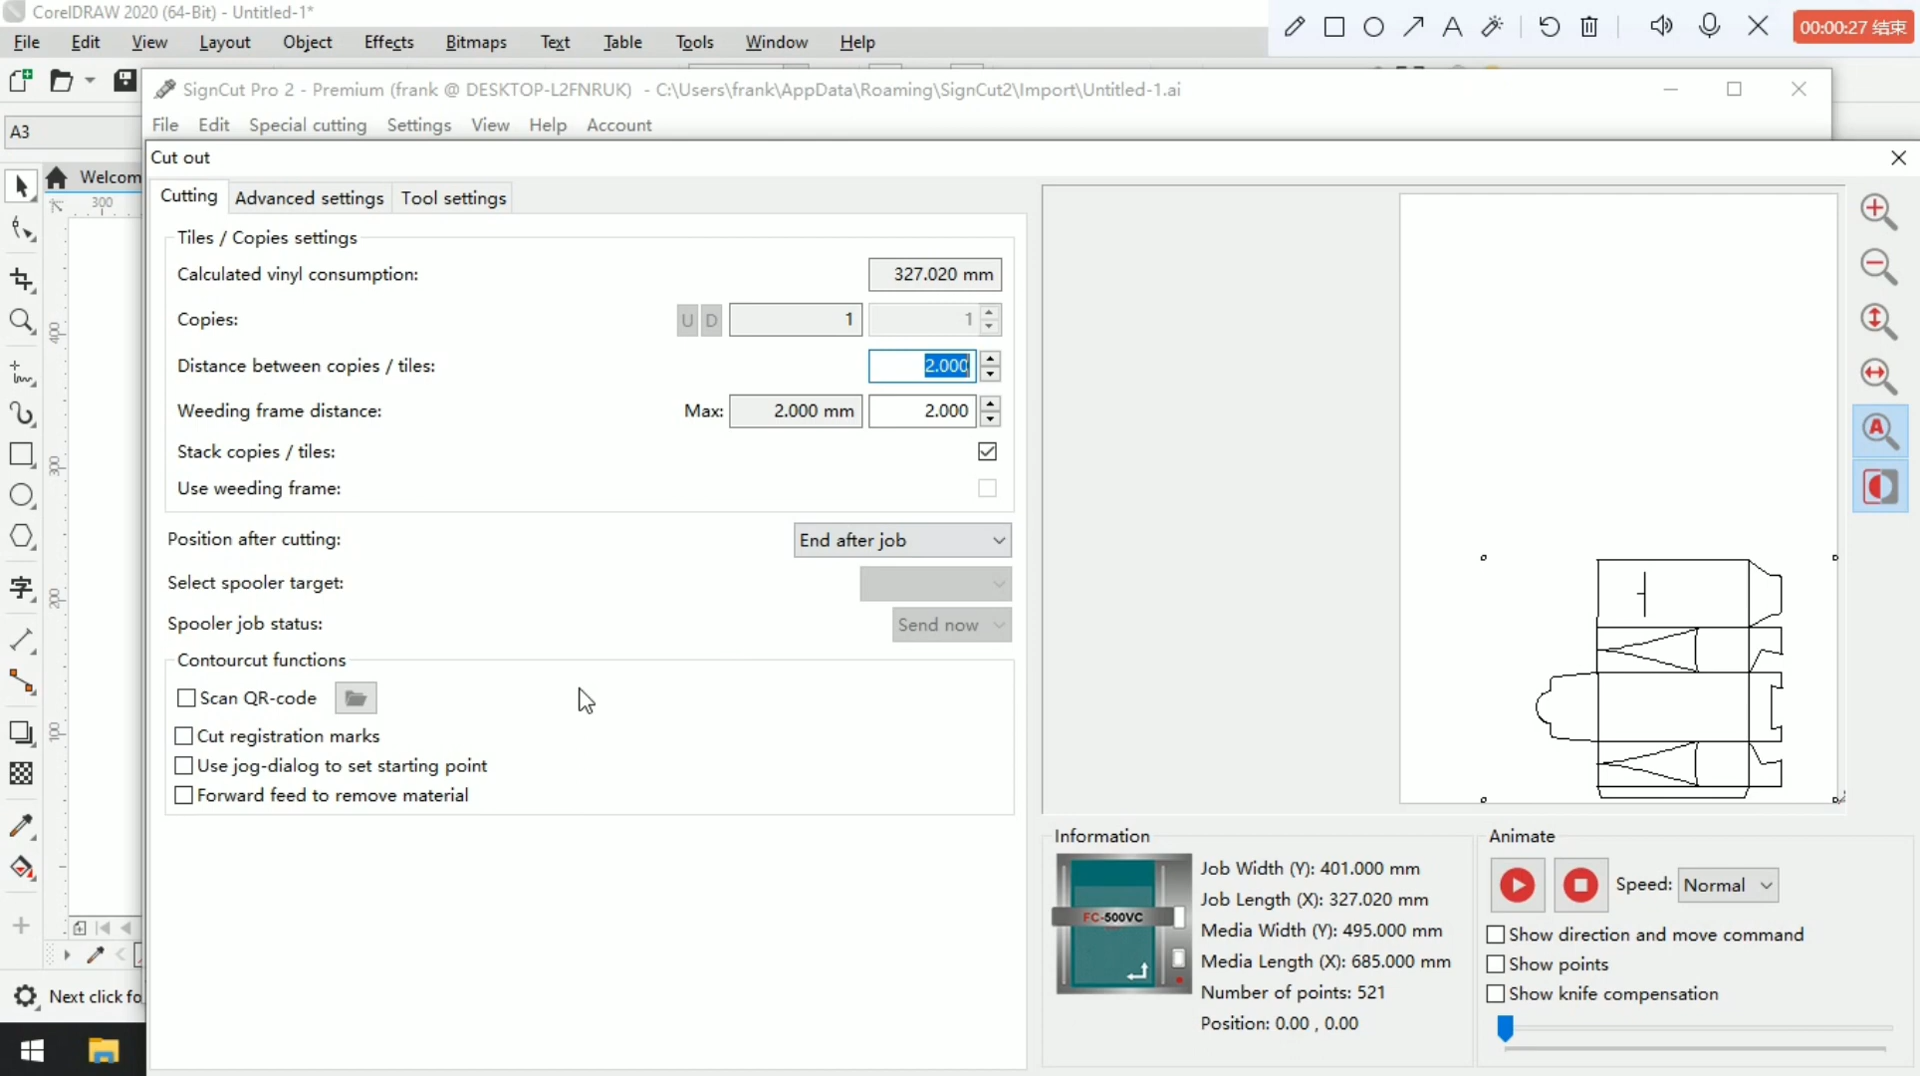 CorelDRAW 2020 (64-Bit) - Untitled-1*
File Edit View Layout Object Effects Bitmaps Text Table Tools Window Help
A
00:00:27 结束
SignCut Pro 2 - Premium (frank @ DESKTOP-L2FNRUK) - C:\Users\frank\AppData\Roaming\SignCut2\Import\Untitled-1.ai
File Edit Special cutting Settings View Help Account
A3
Cut out
Welcom
300
Cutting Advanced settings Tool settings
Tiles / Copies settings
Calculated vinyl consumption: 327.020 mm
Copies: U D 1 1
Distance between copies / tiles: 2.000
Weeding frame distance: Max: 2.000 mm 2.000
Stack copies / tiles:
Use weeding frame:
Position after cutting: End after job
Select spooler target:
Spooler job status: Send now
Contourcut functions
Scan QR-code
Cut registration marks
Use jog-dialog to set starting point
Forward feed to remove material
400
300
200
100
字
A
Information
FC-500VC
Job Width (Y): 401.000 mm
Job Length (X): 327.020 mm
Media Width (Y): 495.000 mm
Media Length (X): 685.000 mm
Number of points: 521
Position: 0.00 , 0.00
Animate
Speed: Normal
Show direction and move command
Show points
Show knife compensation
Next click fo